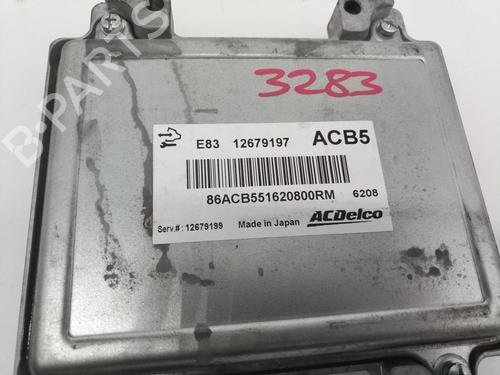 3283
E83 12679197 ACB5
86ACB551620800RM 6208
Serv.#: 12679199 Made in Japan ACDelco
B-PARTS